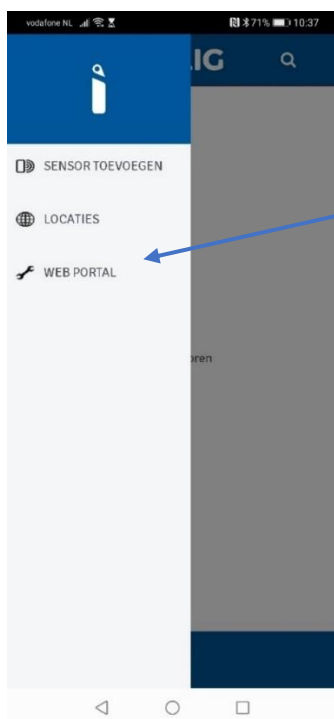 vodafone NL 71% 10:37
IG
SENSOR TOEVOEGEN
LOCATIES
WEB PORTAL
oren